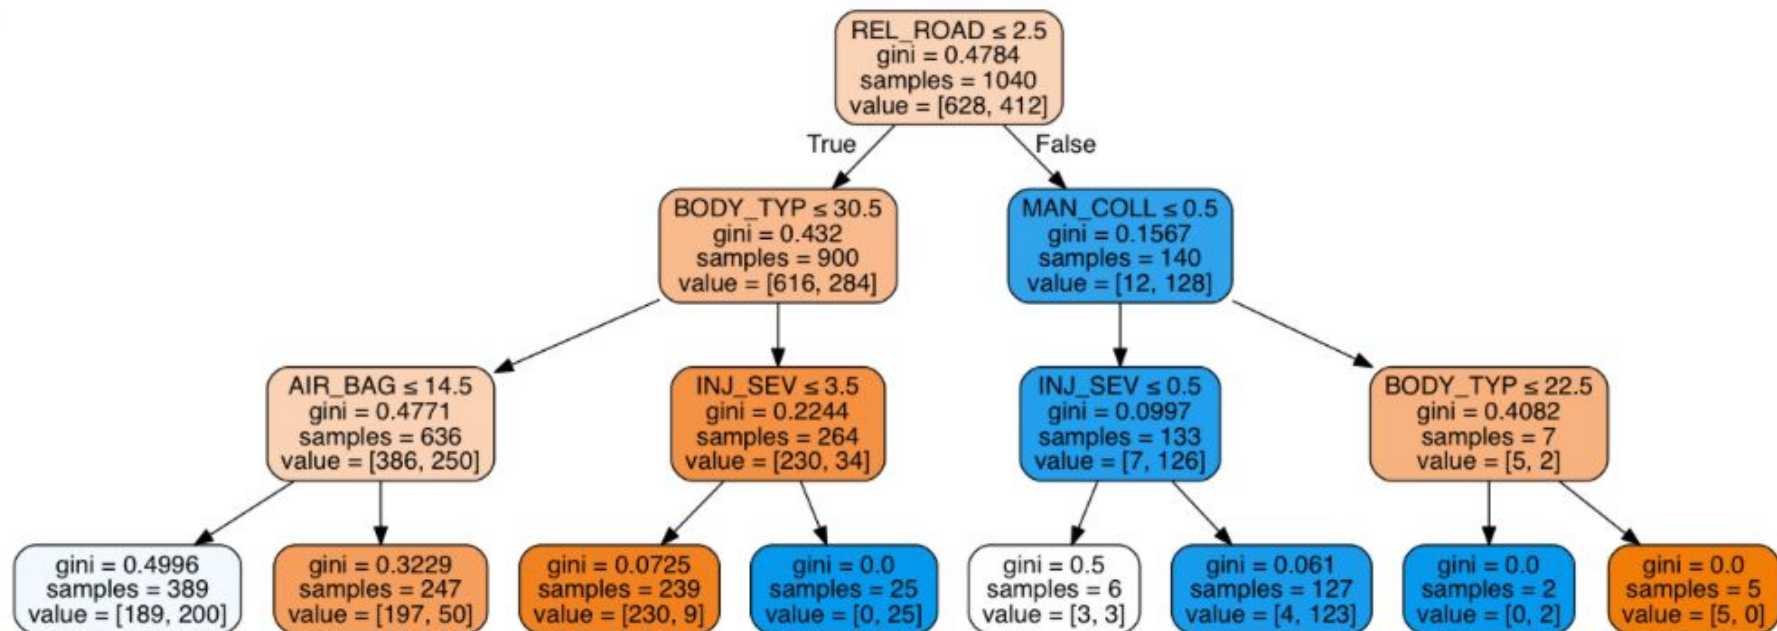 REL_ROAD ≤ 2.5
gini = 0.4784
samples = 1040
value = [628, 412]
True
False
BODY_TYP ≤ 30.5
gini = 0.432
samples = 900
value = [616, 284]
MAN_COLL ≤ 0.5
gini = 0.1567
samples = 140
value = [12, 128]
AIR_BAG ≤ 14.5
gini = 0.4771
samples = 636
value = [386, 250]
INJ_SEV ≤ 3.5
gini = 0.2244
samples = 264
value = [230, 34]
INJ_SEV ≤ 0.5
gini = 0.0997
samples = 133
value = [7, 126]
BODY_TYP ≤ 22.5
gini = 0.4082
samples = 7
value = [5, 2]
gini = 0.4996
samples = 389
value = [189, 200]
gini = 0.3229
samples = 247
value = [197, 50]
gini = 0.0725
samples = 239
value = [230, 9]
gini = 0.0
samples = 25
value = [0, 25]
gini = 0.5
samples = 6
value = [3, 3]
gini = 0.061
samples = 127
value = [4, 123]
gini = 0.0
samples = 2
value = [0, 2]
gini = 0.0
samples = 5
value = [5, 0]